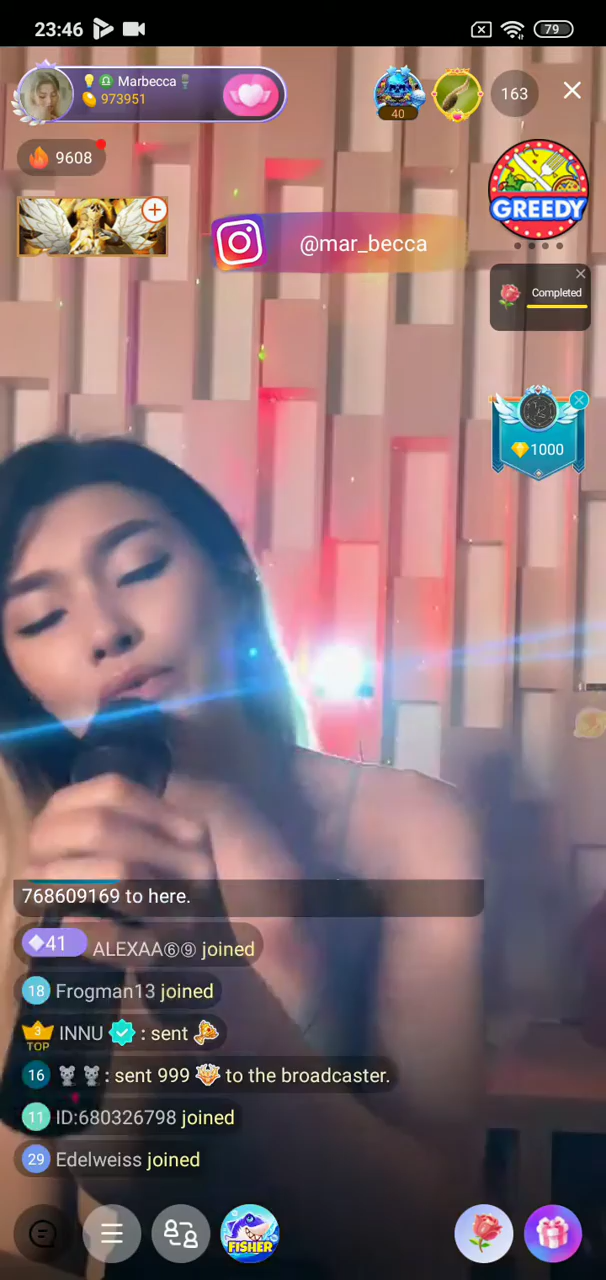 23:46
79
Marbecca
973951
40
163
9608
GREEDY
@mar_becca
Completed
1000
768609169 to here.
41 ALEXAA⑥⑨ joined
18 Frogman13 joined
3 TOP INNU : sent
16 : sent 999 to the broadcaster.
11 ID:680326798 joined
29 Edelweiss joined
FISHER